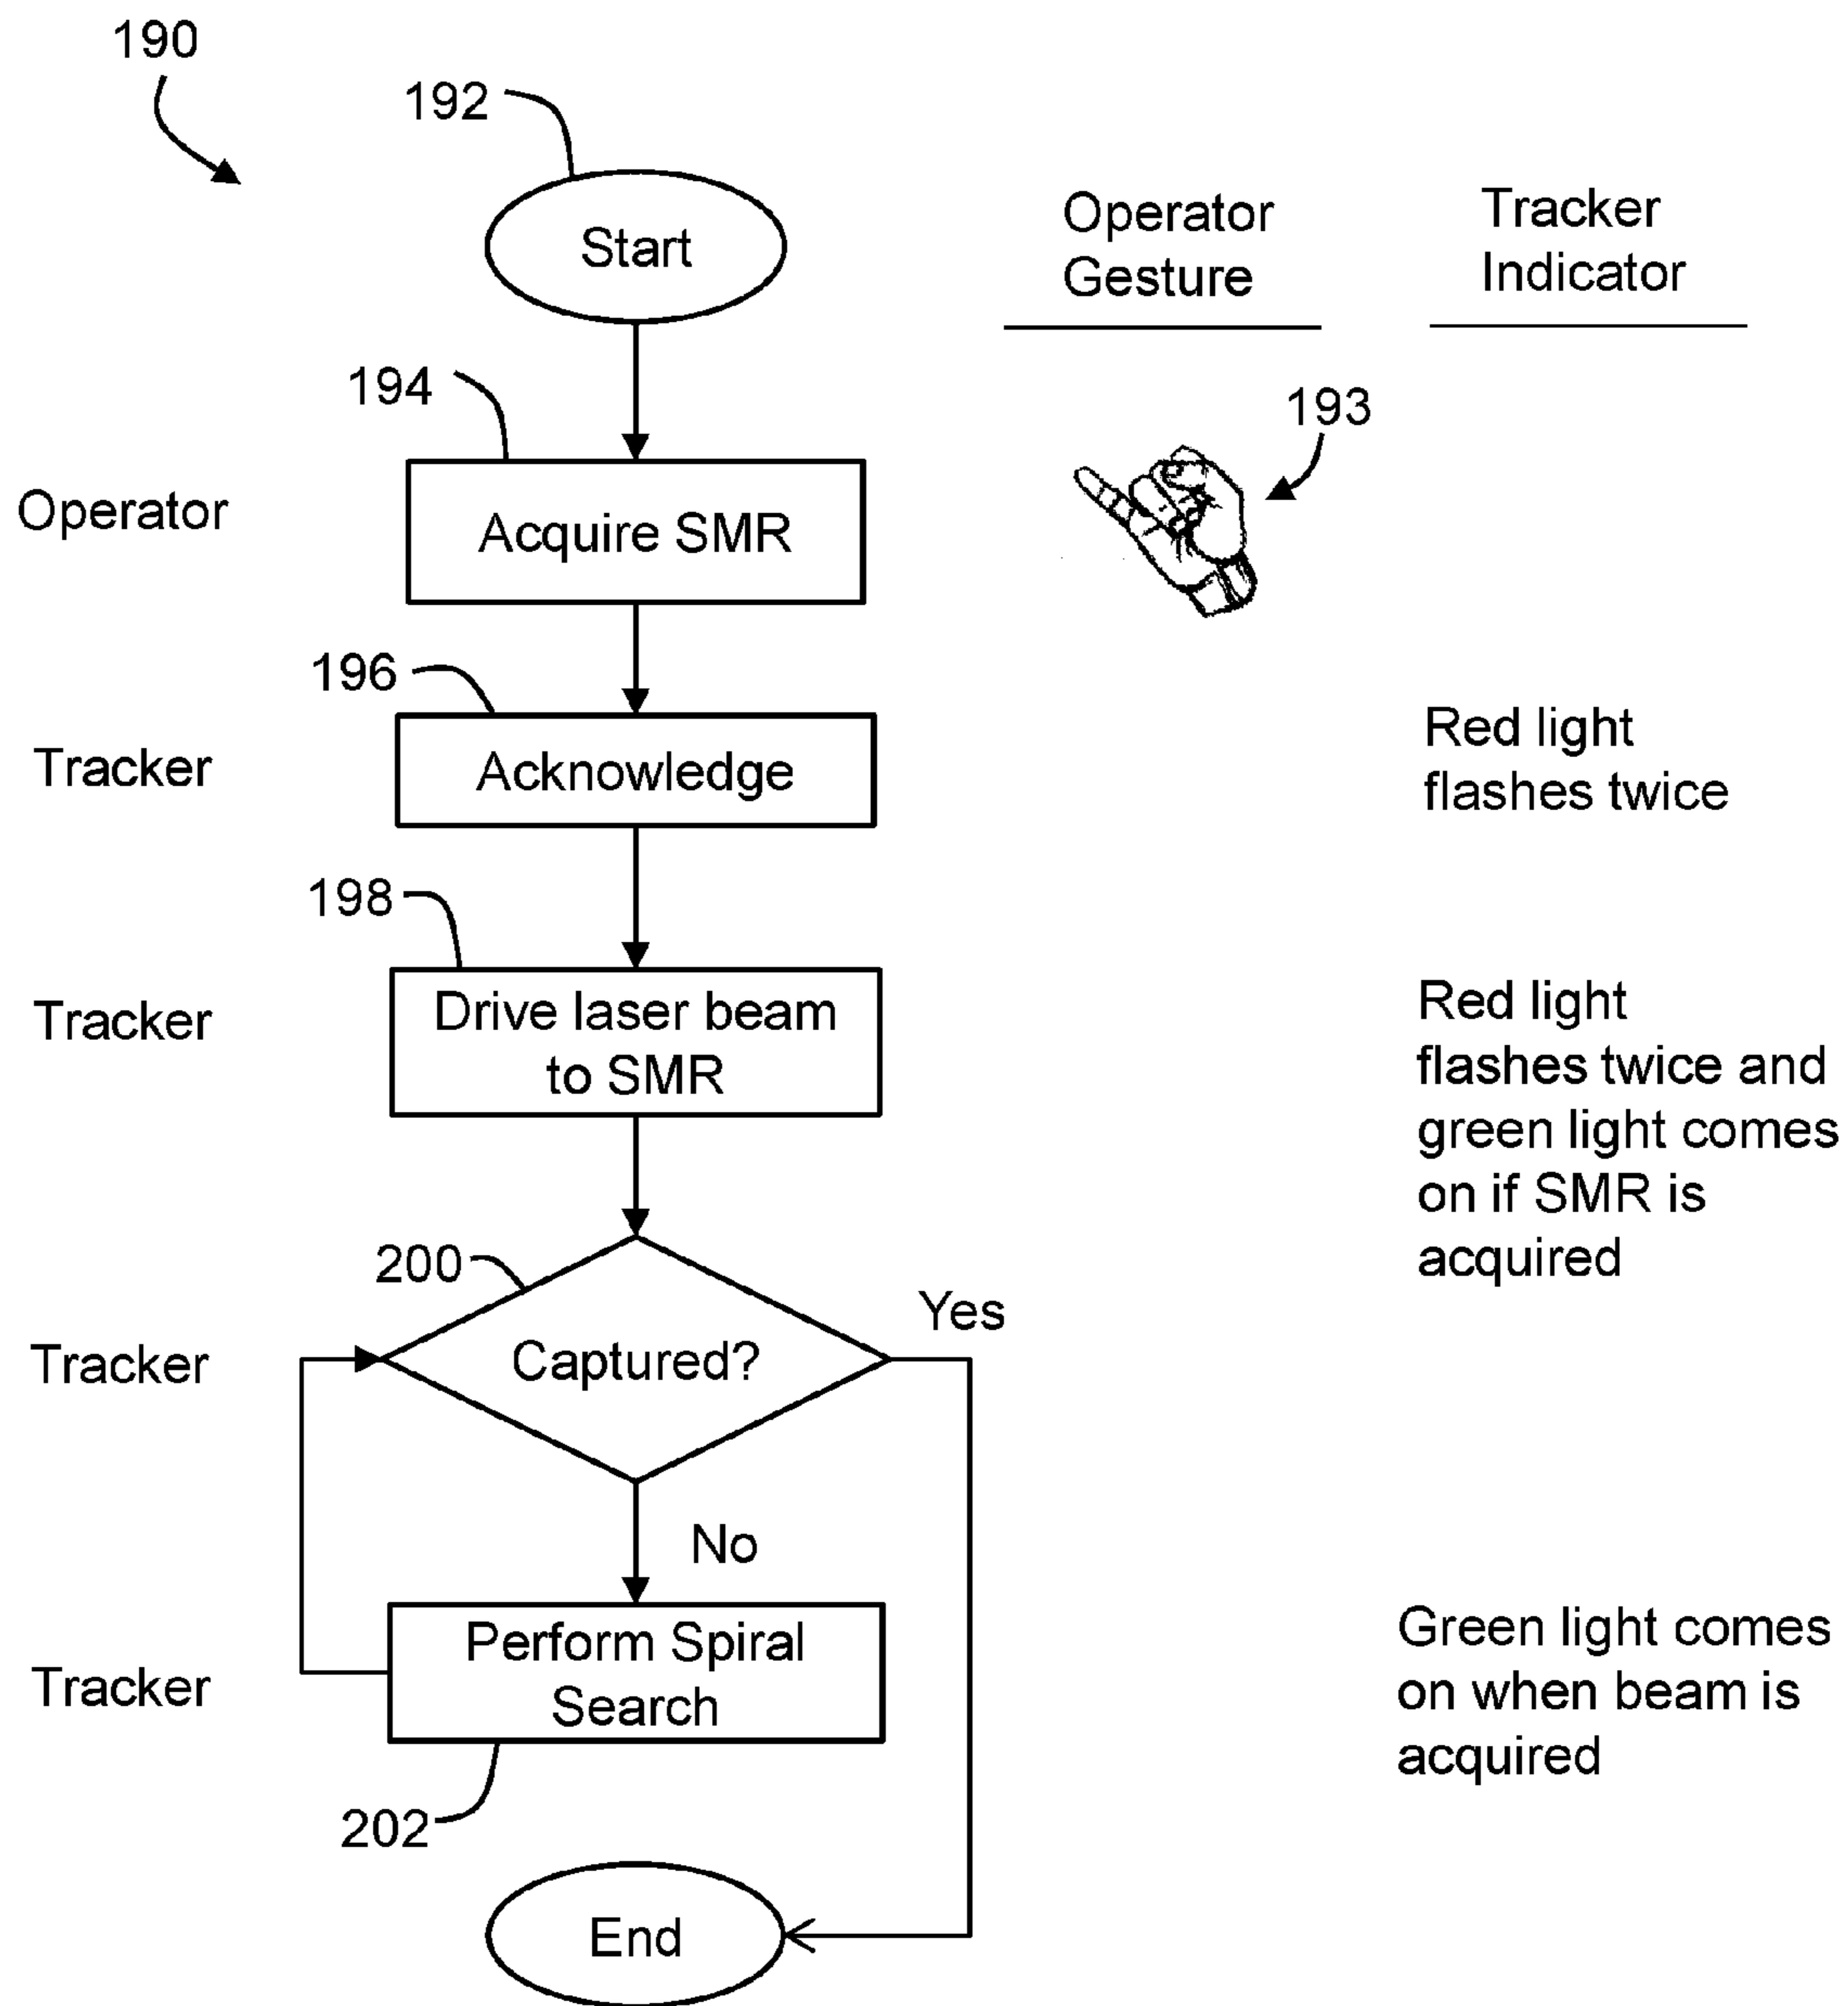 190
192
Start
Operator
Gesture
Tracker
Indicator
194
193
Operator
Acquire SMR
196
Tracker
Acknowledge
Red light
flashes twice
198
Tracker
Drive laser beam
to SMR
Red light
flashes twice and
green light comes
on if SMR is
acquired
200
Yes
Tracker
Captured?
No
Tracker
Perform Spiral
Search
Green light comes
on when beam is
acquired
202
End